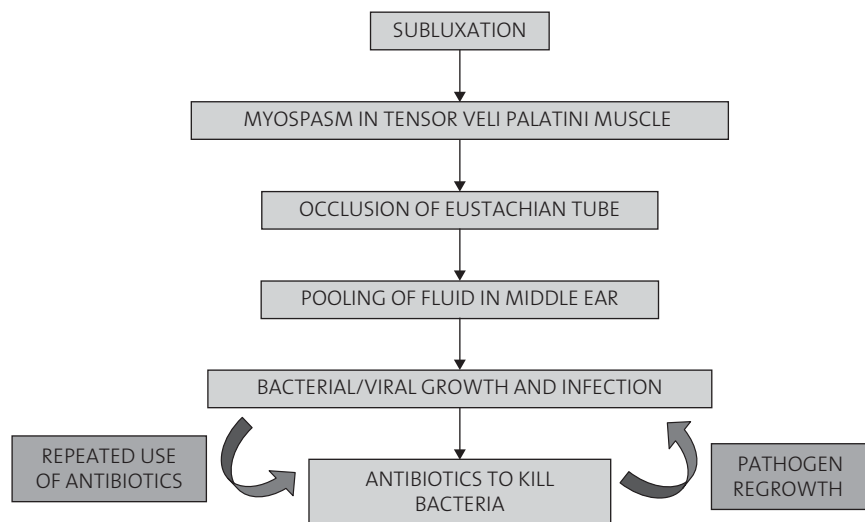 SUBLUXATION
MYOSPASM IN TENSOR VELI PALATINI MUSCLE
OCCLUSION OF EUSTACHIAN TUBE
POOLING OF FLUID IN MIDDLE EAR
BACTERIAL/VIRAL GROWTH AND INFECTION
REPEATED USE
OF ANTIBIOTICS
ANTIBIOTICS TO KILL
BACTERIA
PATHOGEN
REGROWTH